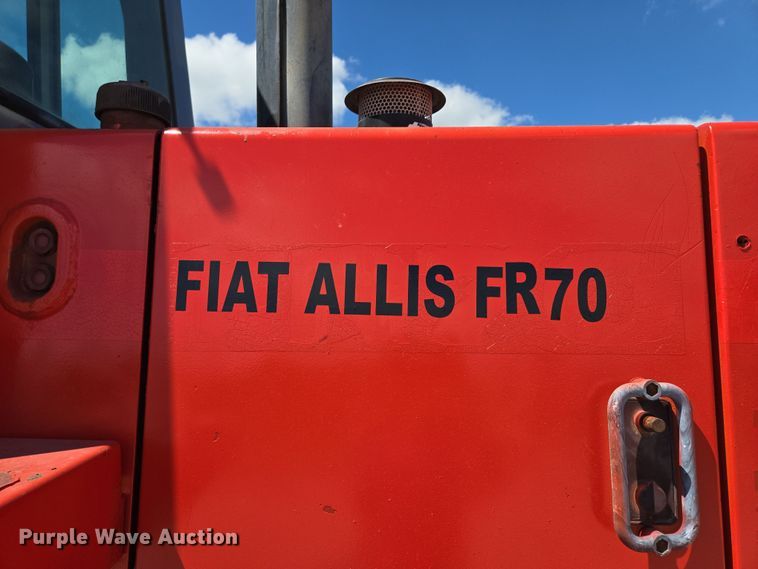 FIAT ALLIS FR70
Purple Wave Auction